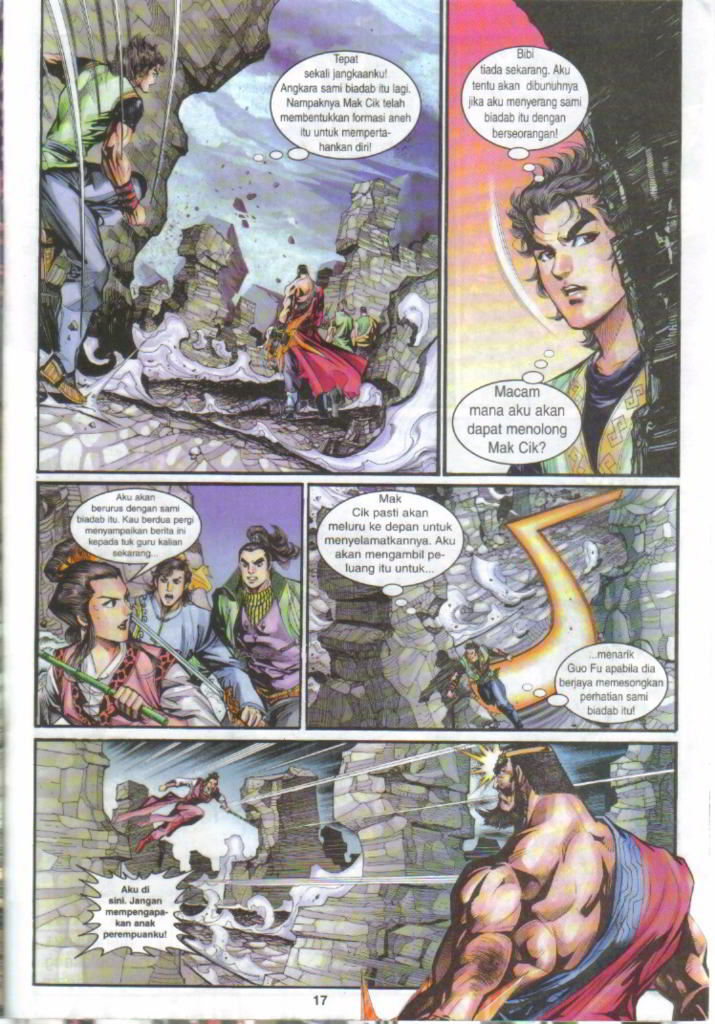 Tepat
sekali jangkaanku!
Angkara sami biadab itu lagi.
Nampaknya Mak Cik telah
membentukkan formasi aneh
itu untuk memperta-
hankan diri!
Bibi
tiada sekarang. Aku
tentu akan dibunuhnya
jika aku menyerang sami
biadab itu dengan
berseorangan!
Macam
mana aku akan
dapat menolong
Mak Cik?
Aku akan
berurus dengan sami
biadab itu. Kau berdua pergi
menyampaikan berita ini
kepada tuk guru kalian
sekarang...
Mak
Cik pasti akan
meluru ke depan untuk
menyelamatkannya. Aku
akan mengambil pe-
luang itu untuk...
...menarik
Guo Fu apabila dia
berjaya memesongkan
perhatian sami
biadab itu!
Aku di
sini. Jangan
mempengapa-
kan anak
perempuanku!
17